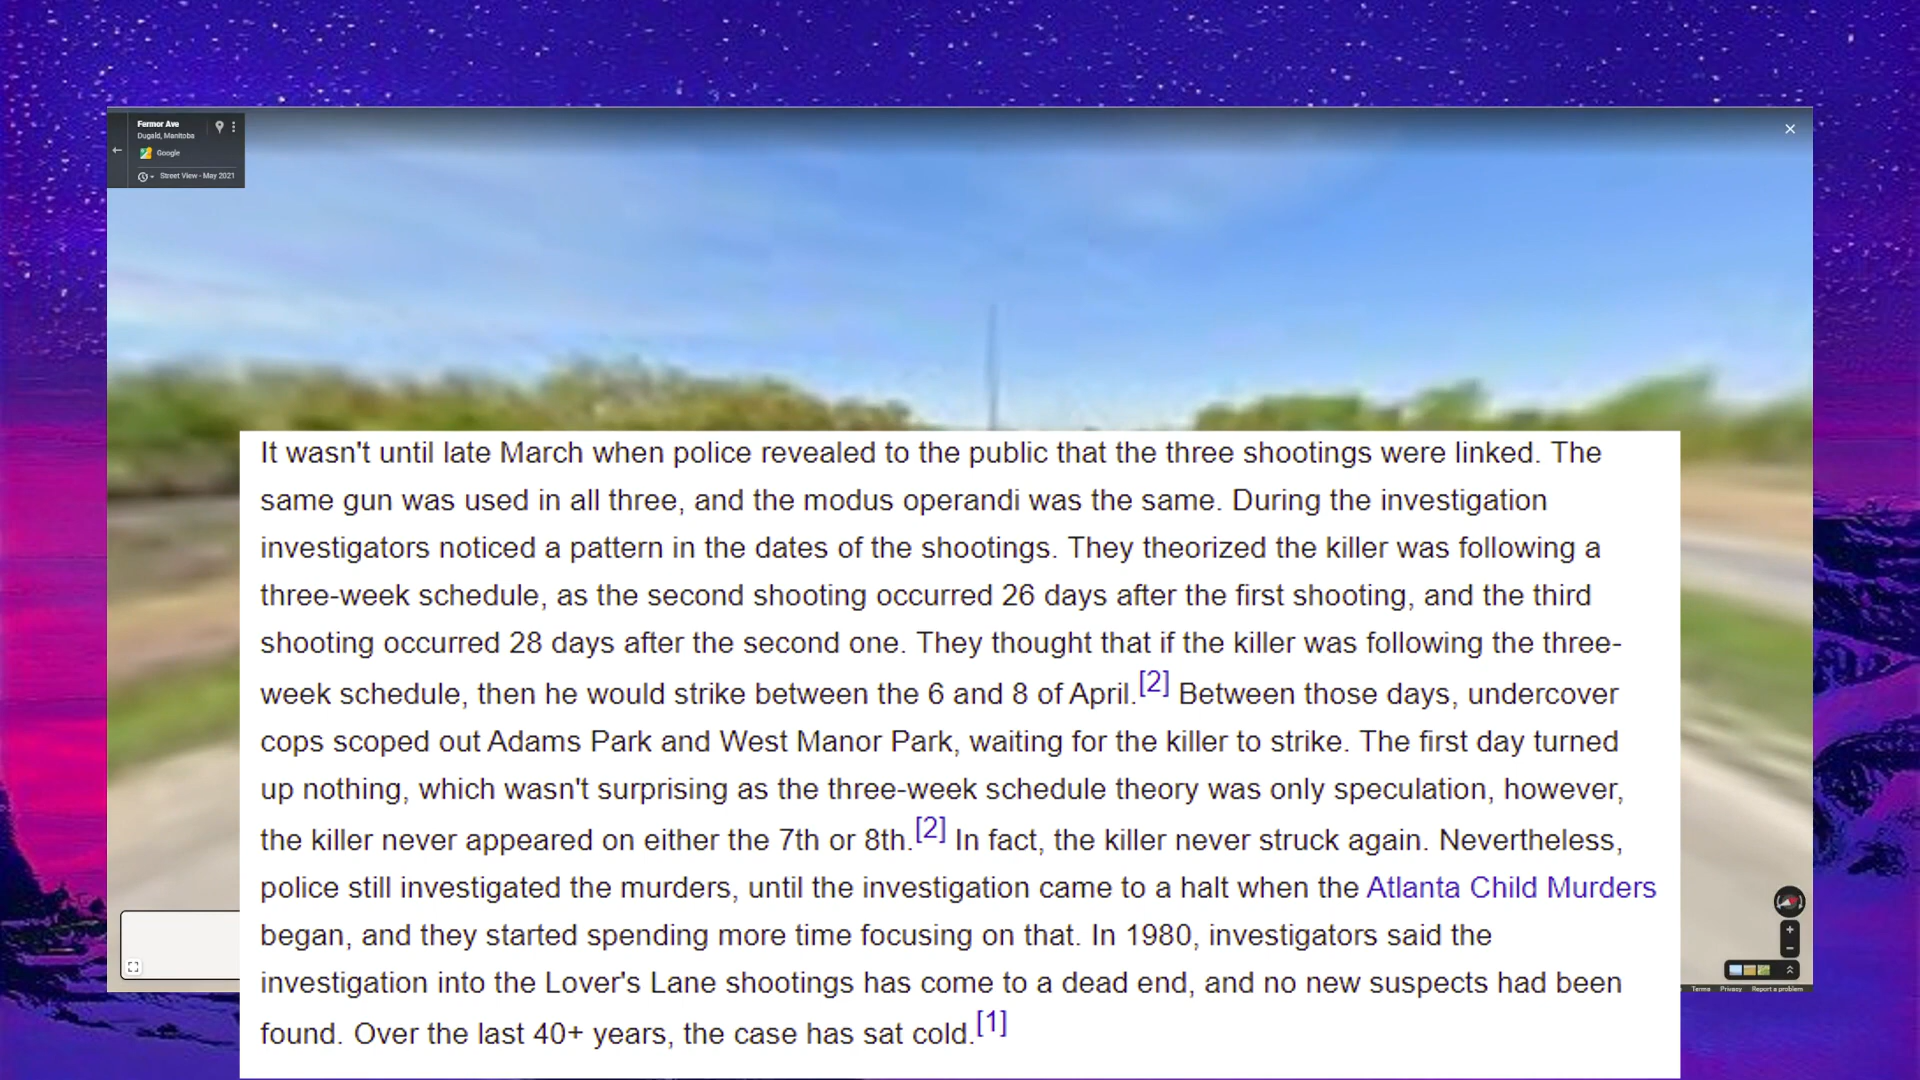 Fermor Ave
Dugald, Manitoba
Google
Street View - May 2021
It wasn't until late March when police revealed to the public that the three shootings were linked. The
same gun was used in all three, and the modus operandi was the same. During the investigation
investigators noticed a pattern in the dates of the shootings. They theorized the killer was following a
three-week schedule, as the second shooting occurred 26 days after the first shooting, and the third
shooting occurred 28 days after the second one. They thought that if the killer was following the three-
week schedule, then he would strike between the 6 and 8 of April.[2] Between those days, undercover
cops scoped out Adams Park and West Manor Park, waiting for the killer to strike. The first day turned
up nothing, which wasn't surprising as the three-week schedule theory was only speculation, however,
the killer never appeared on either the 7th or 8th.[2] In fact, the killer never struck again. Nevertheless,
police still investigated the murders, until the investigation came to a halt when the Atlanta Child Murders
began, and they started spending more time focusing on that. In 1980, investigators said the
investigation into the Lover's Lane shootings has come to a dead end, and no new suspects had been
found. Over the last 40+ years, the case has sat cold.[1]
Terms Privacy Report a problem